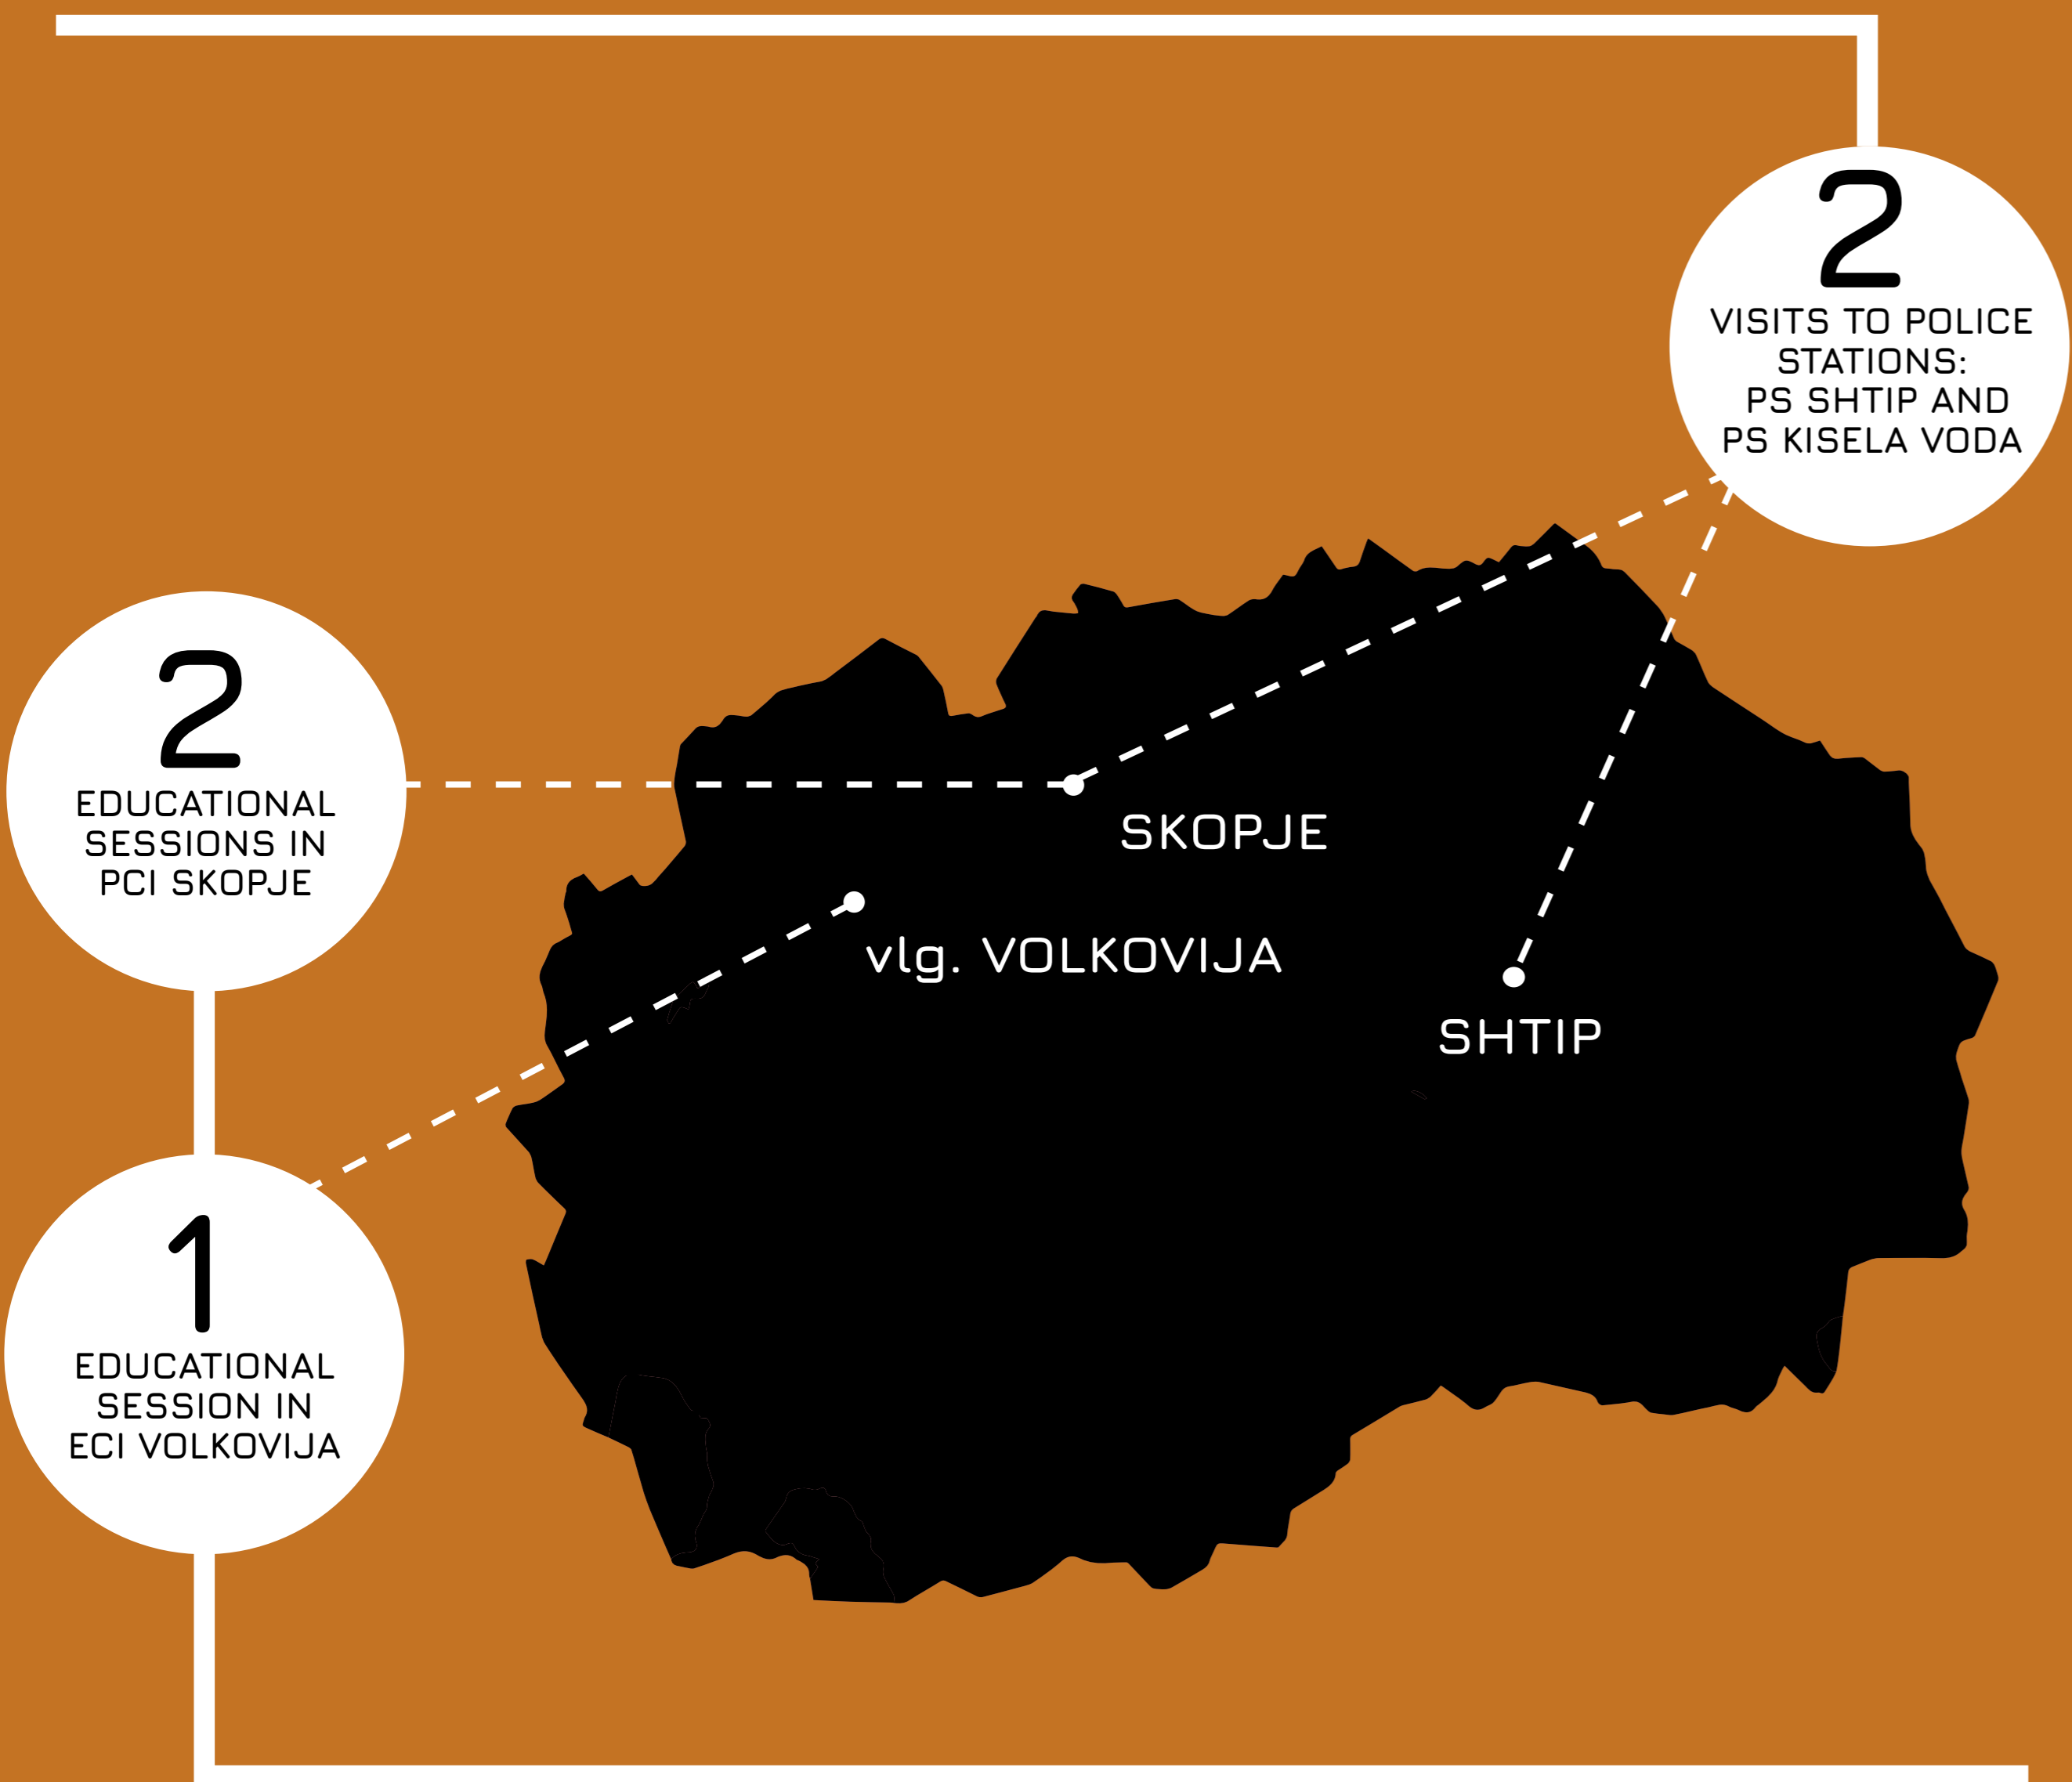 2
VISITS TO POLICE
STATIONS:
PS SHTIP AND
PS KISELA VODA
2
EDUCATIONAL
SESSIONS IN
PCI SKOPJE
SKOPJE
vlg. VOLKOVIJA
SHTIP
1
EDUCATIONAL
SESSION IN
ECI VOLKOVIJA